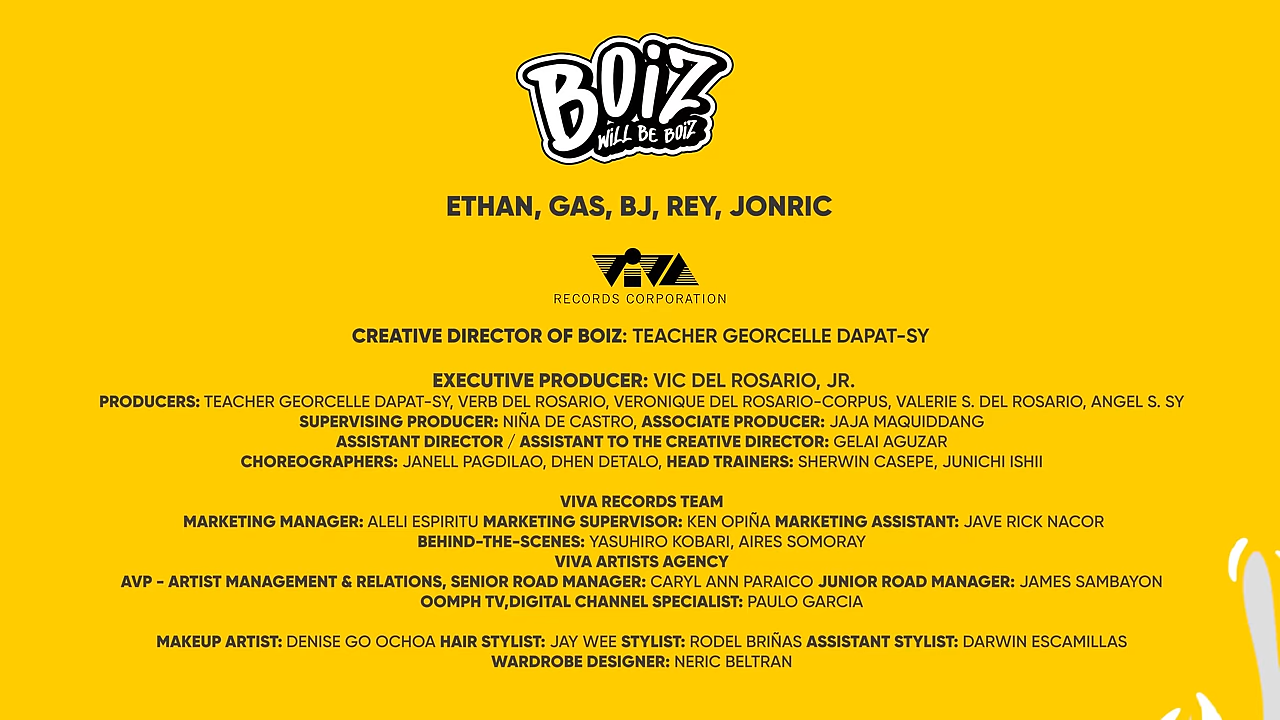 BOiZ
WiLL BE BOiZ
ETHAN, GAS, BJ, REY, JONRIC
ViVA
RECORDS CORPORATION
CREATIVE DIRECTOR OF BOIZ: TEACHER GEORCELLE DAPAT-SY
EXECUTIVE PRODUCER: VIC DEL ROSARIO, JR.
PRODUCERS: TEACHER GEORCELLE DAPAT-SY, VERB DEL ROSARIO, VERONIQUE DEL ROSARIO-CORPUS, VALERIE S. DEL ROSARIO, ANGEL S. SY
SUPERVISING PRODUCER: NIÑA DE CASTRO, ASSOCIATE PRODUCER: JAJA MAQUIDDANG
ASSISTANT DIRECTOR / ASSISTANT TO THE CREATIVE DIRECTOR: GELAI AGUZAR
CHOREOGRAPHERS: JANELL PAGDILAO, DHEN DETALO, HEAD TRAINERS: SHERWIN CASEPE, JUNICHI ISHII
VIVA RECORDS TEAM
MARKETING MANAGER: ALELI ESPIRITU MARKETING SUPERVISOR: KEN OPIÑA MARKETING ASSISTANT: JAVE RICK NACOR
BEHIND-THE-SCENES: YASUHIRO KOBARI, AIRES SOMORAY
VIVA ARTISTS AGENCY
AVP - ARTIST MANAGEMENT & RELATIONS, SENIOR ROAD MANAGER: CARYL ANN PARAICO JUNIOR ROAD MANAGER: JAMES SAMBAYON
OOMPH TV,DIGITAL CHANNEL SPECIALIST: PAULO GARCIA
MAKEUP ARTIST: DENISE GO OCHOA HAIR STYLIST: JAY WEE STYLIST: RODEL BRIÑAS ASSISTANT STYLIST: DARWIN ESCAMILLAS
WARDROBE DESIGNER: NERIC BELTRAN